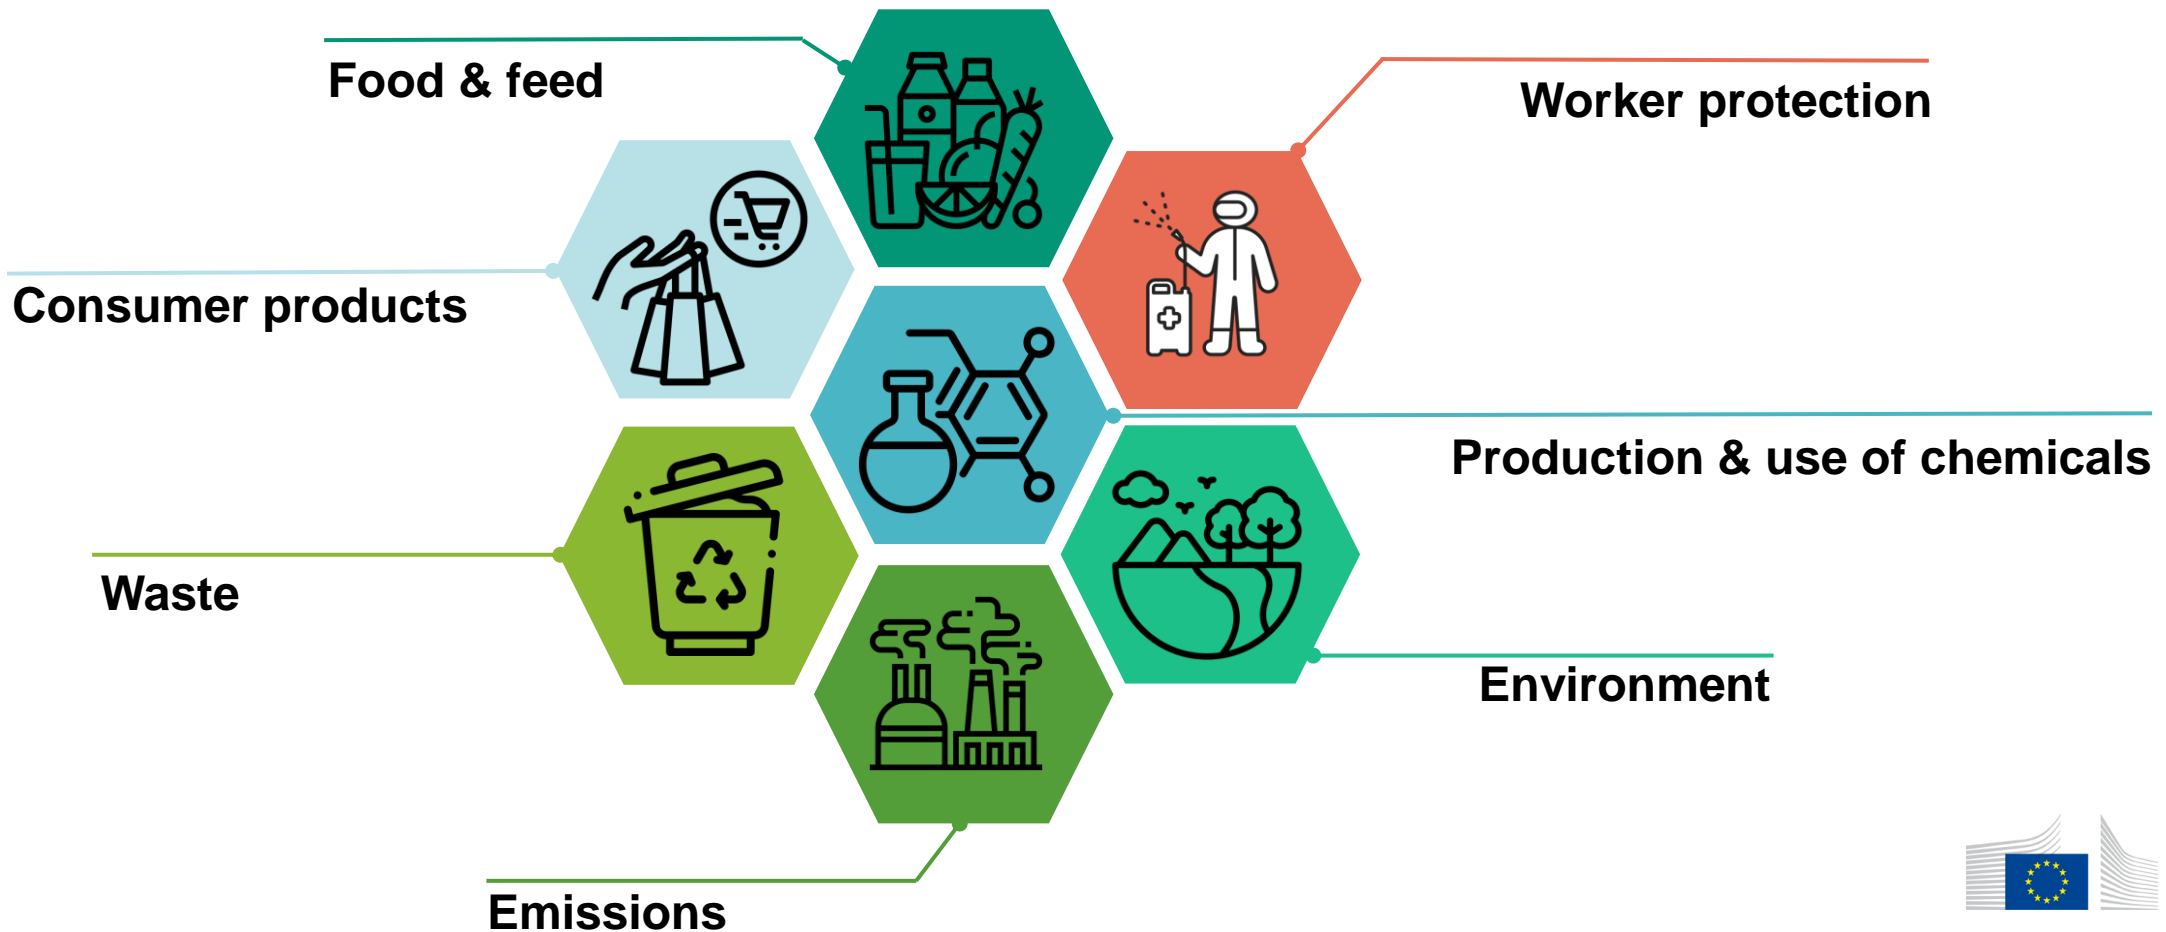 Food & feed
Worker protection
Consumer products
Production & use of chemicals
Waste
Environment
Emissions